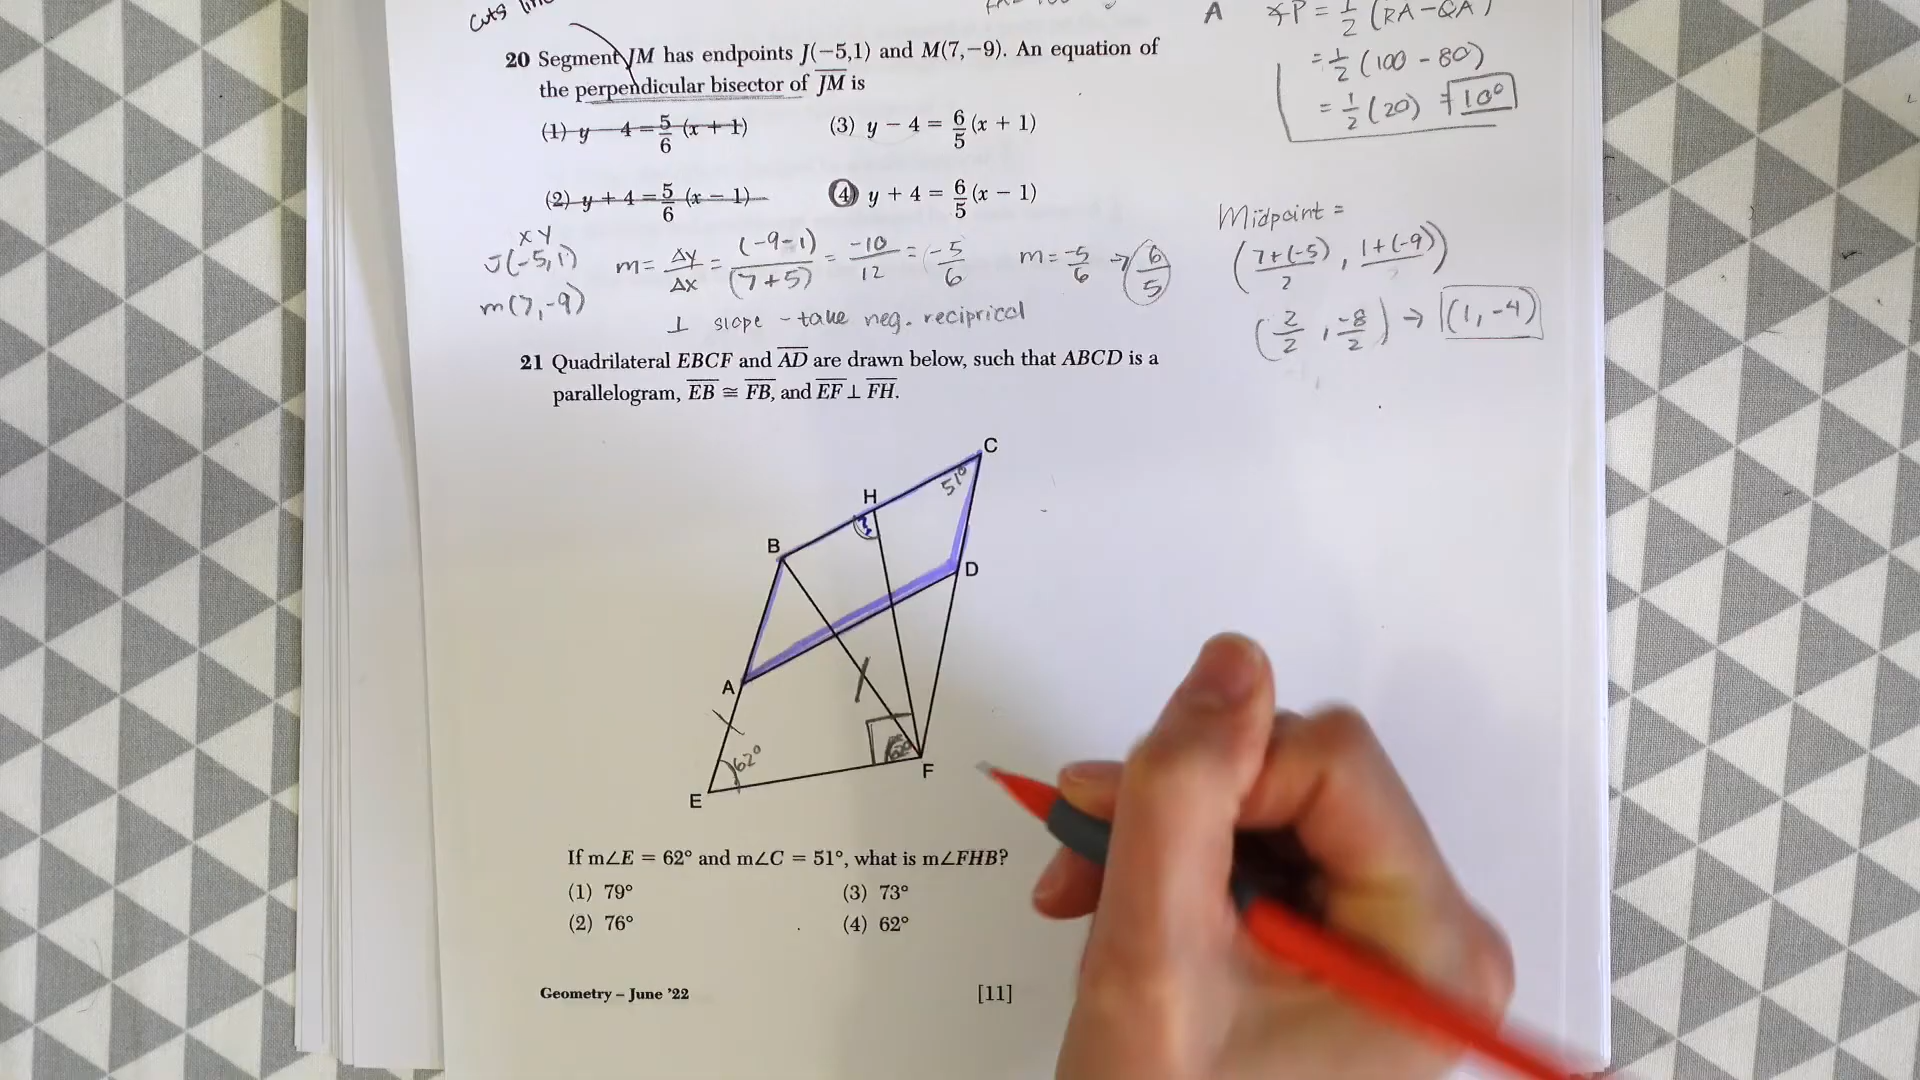 cuts line
A ∡P = 1/2 (RA-QA)
= 1/2 (100 - 80)
= 1/2 (20) = 10°
20 Segment JM has endpoints J(−5,1) and M(7,−9). An equation of
the perpendicular bisector of JM is
(1) y − 4 = 5/6 (x + 1)
(3) y − 4 = 6/5 (x + 1)
(2) y + 4 = 5/6 (x − 1)
(4) y + 4 = 6/5 (x − 1)
x y
J(-5,1)
m(7,-9)
m = Δy/Δx = (-9-1)/(7+5) = -10/12 = -5/6
m = -5/6 → 6/5
⊥ slope - take neg. reciprical
Midpoint =
(7+(-5)/2 , 1+(-9)/2)
(2/2 , -8/2) → (1, -4)
21 Quadrilateral EBCF and AD are drawn below, such that ABCD is a
parallelogram, EB ≅ FB, and EF ⊥ FH.
C
51°
H
B
D
A
62°
62°
F
E
If m∠E = 62° and m∠C = 51°, what is m∠FHB?
(1) 79°
(3) 73°
(2) 76°
(4) 62°
Geometry – June '22
[11]